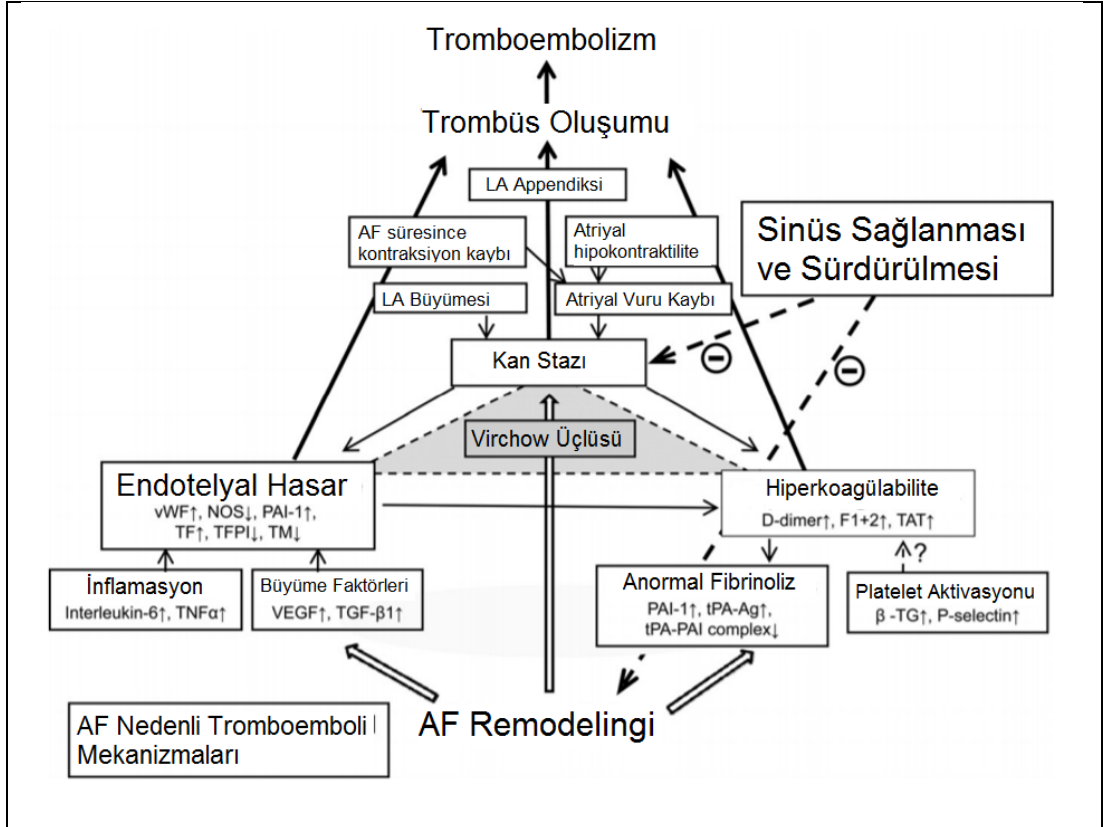 Tromboembolizm
Trombüs Oluşumu
LA Appendiksi
AF süresince
kontraksiyon kaybı
Atriyal
hipokontraktilite
Sinüs Sağlanması
ve Sürdürülmesi
LA Büyümesi
Atriyal Vuru Kaybı
Kan Stazı
Virchow Üçlüsü
Endotelyal Hasar
vWF↑, NOS↓, PAI-1↑,
TF↑, TFPI↓, TM↓
Hiperkoagülabilite
D-dimer↑, F1+2↑, TAT↑
?
İnflamasyon
Interleukin-6↑, TNFα↑
Büyüme Faktörleri
VEGF↑, TGF-β1↑
Anormal Fibrinoliz
PAI-1↑, tPA-Ag↑,
tPA-PAI complex↓
Platelet Aktivasyonu
β -TG↑, P-selectin↑
AF Nedenli Tromboemboli
Mekanizmaları
AF Remodelingi